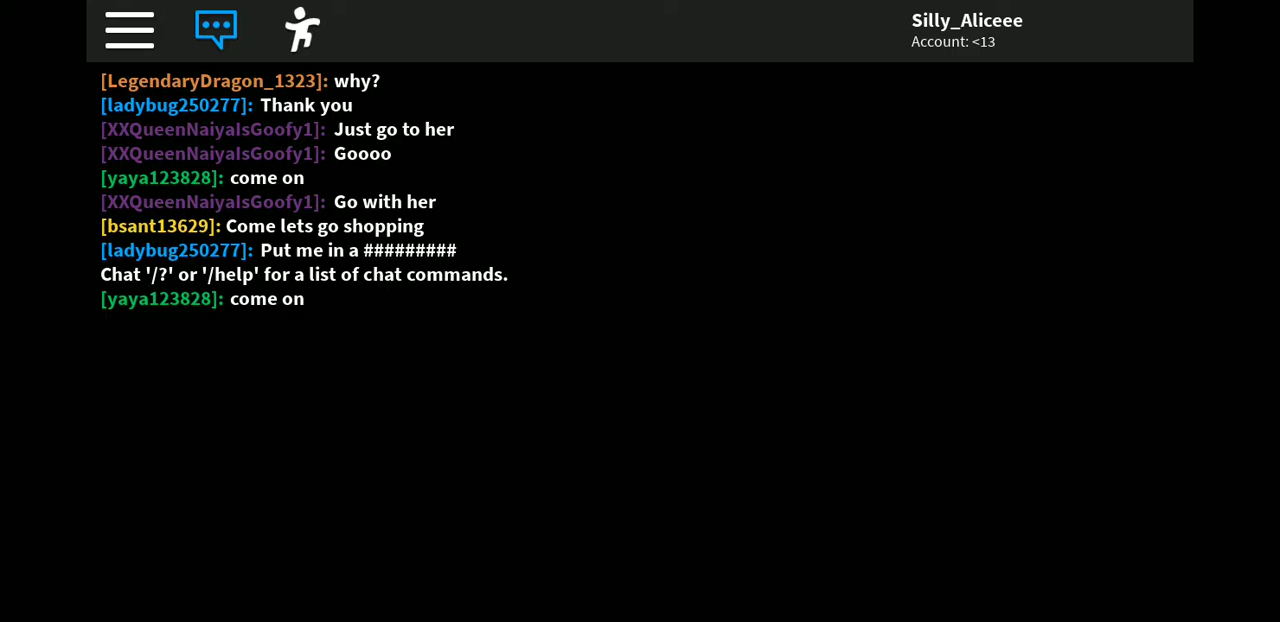 Silly_Aliceee
Account: <13
[LegendaryDragon_1323]: why?
[ladybug250277]: Thank you
[XXQueenNaiyaIsGoofy1]: Just go to her
[XXQueenNaiyaIsGoofy1]: Goooo
[yaya123828]: come on
[XXQueenNaiyaIsGoofy1]: Go with her
[bsant13629]: Come lets go shopping
[ladybug250277]: Put me in a #########
Chat '/?' or '/help' for a list of chat commands.
[yaya123828]: come on